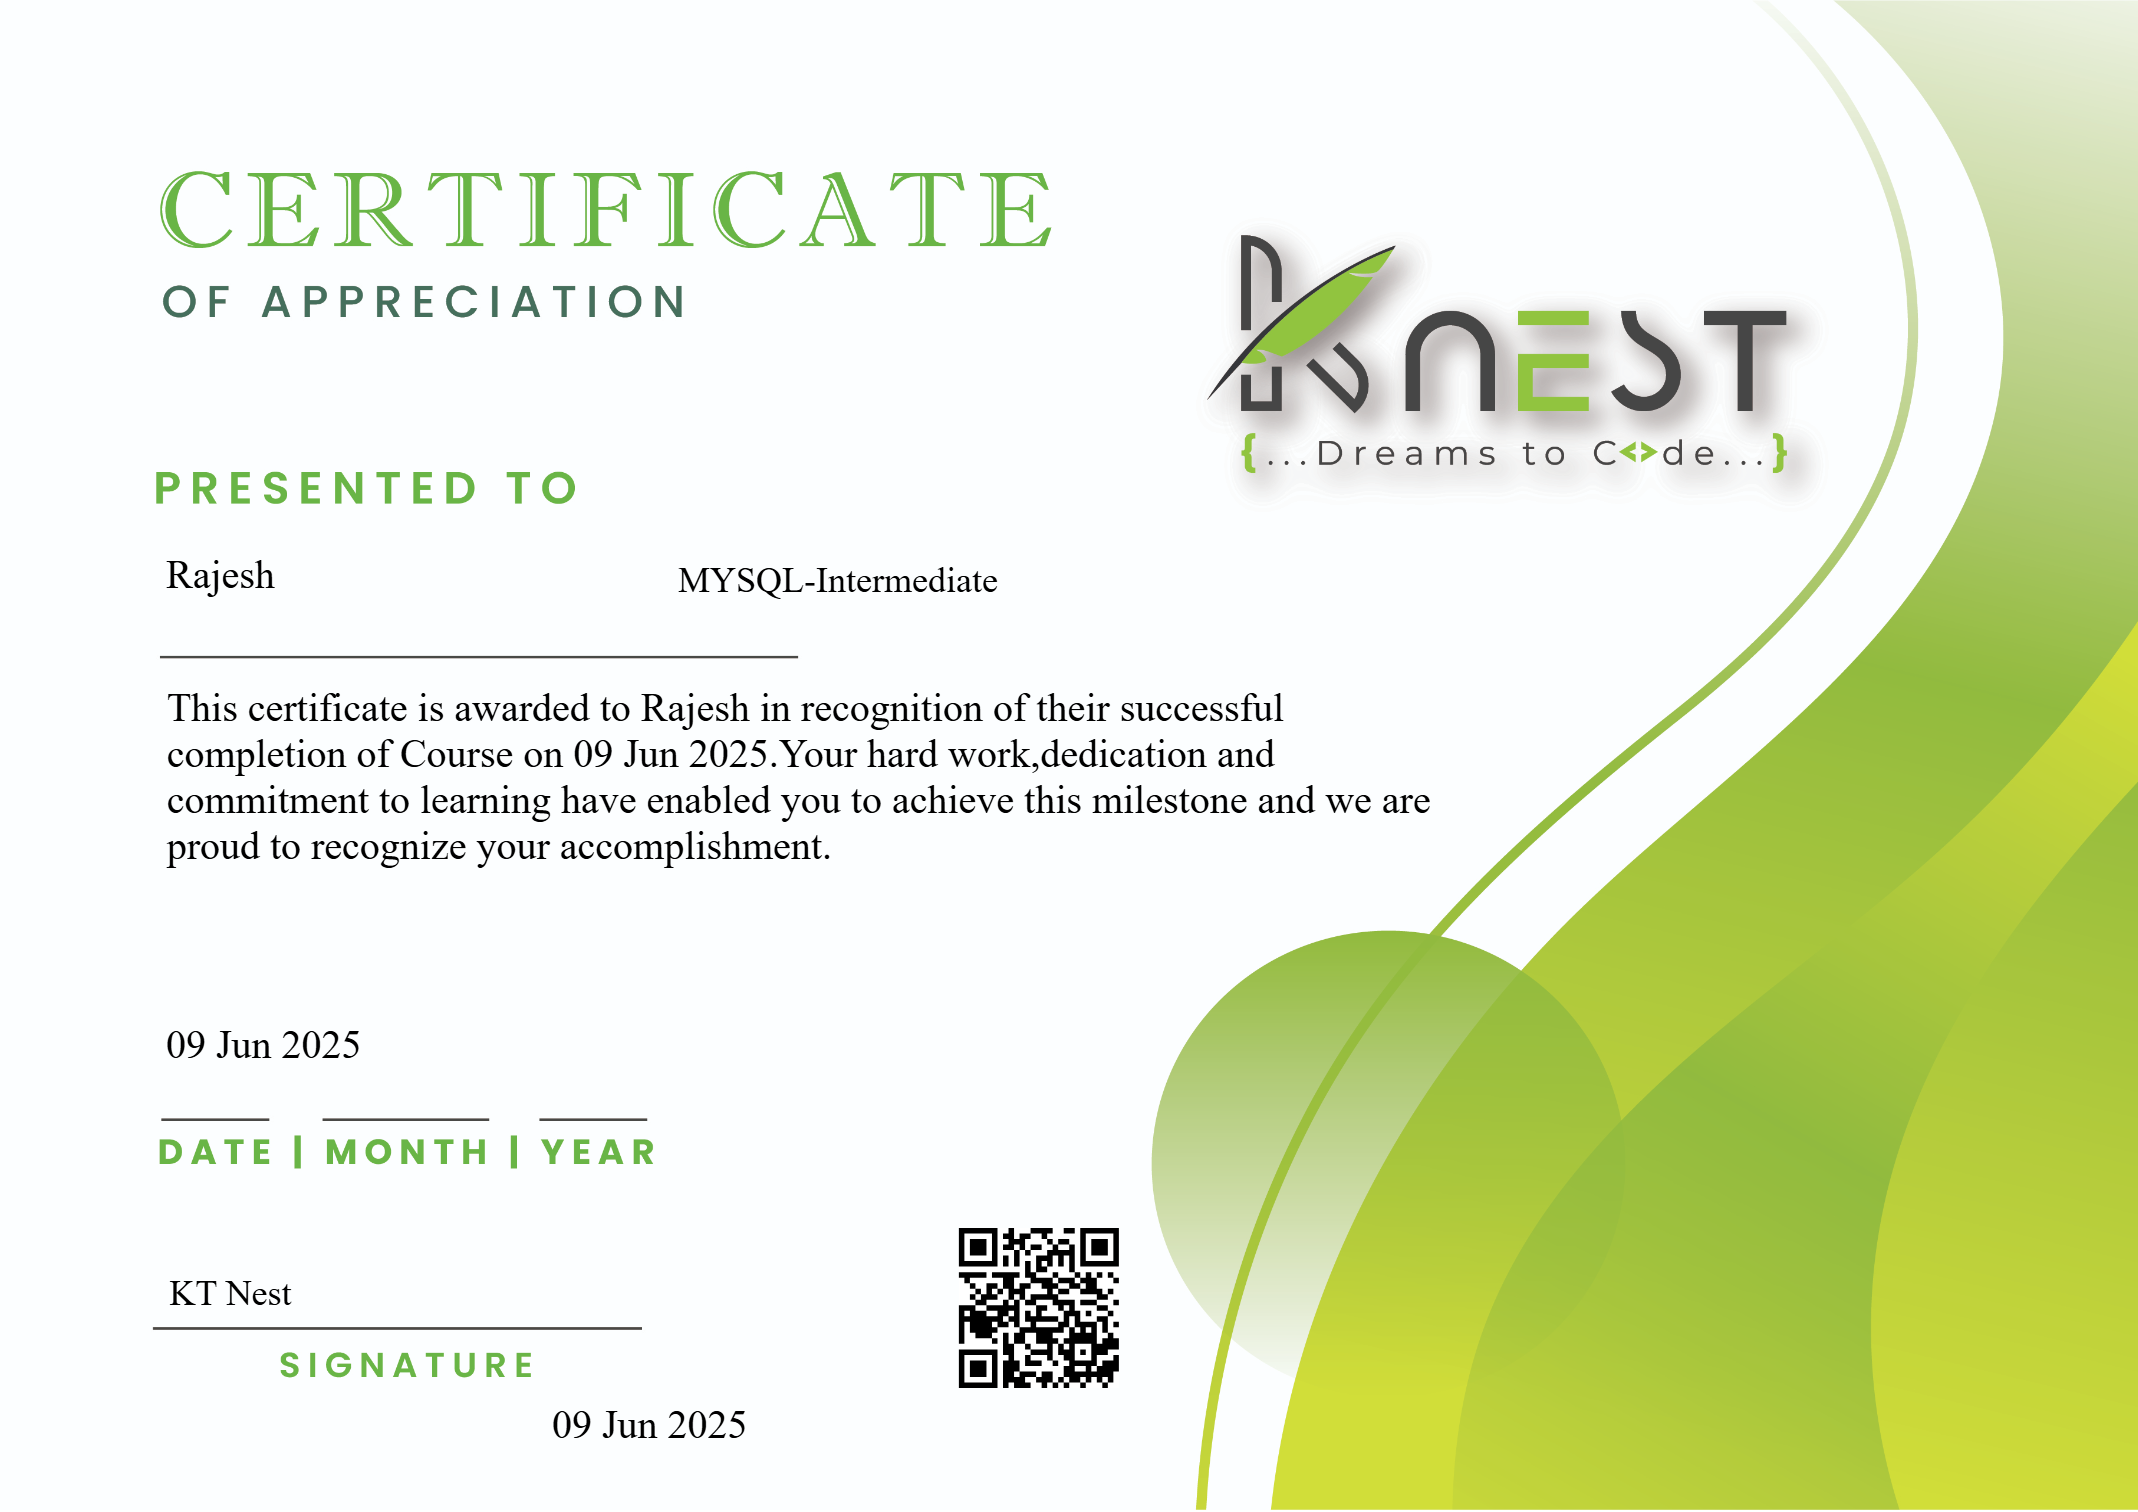 CERTIFICATE
OF APPRECIATION
KNEST
{...Dreams to C<>de...}
PRESENTED TO
Rajesh MYSQL-Intermediate
This certificate is awarded to Rajesh in recognition of their successful
completion of Course on 09 Jun 2025.Your hard work,dedication and
commitment to learning have enabled you to achieve this milestone and we are
proud to recognize your accomplishment.
09 Jun 2025
DATE | MONTH | YEAR
KT Nest
SIGNATURE
09 Jun 2025